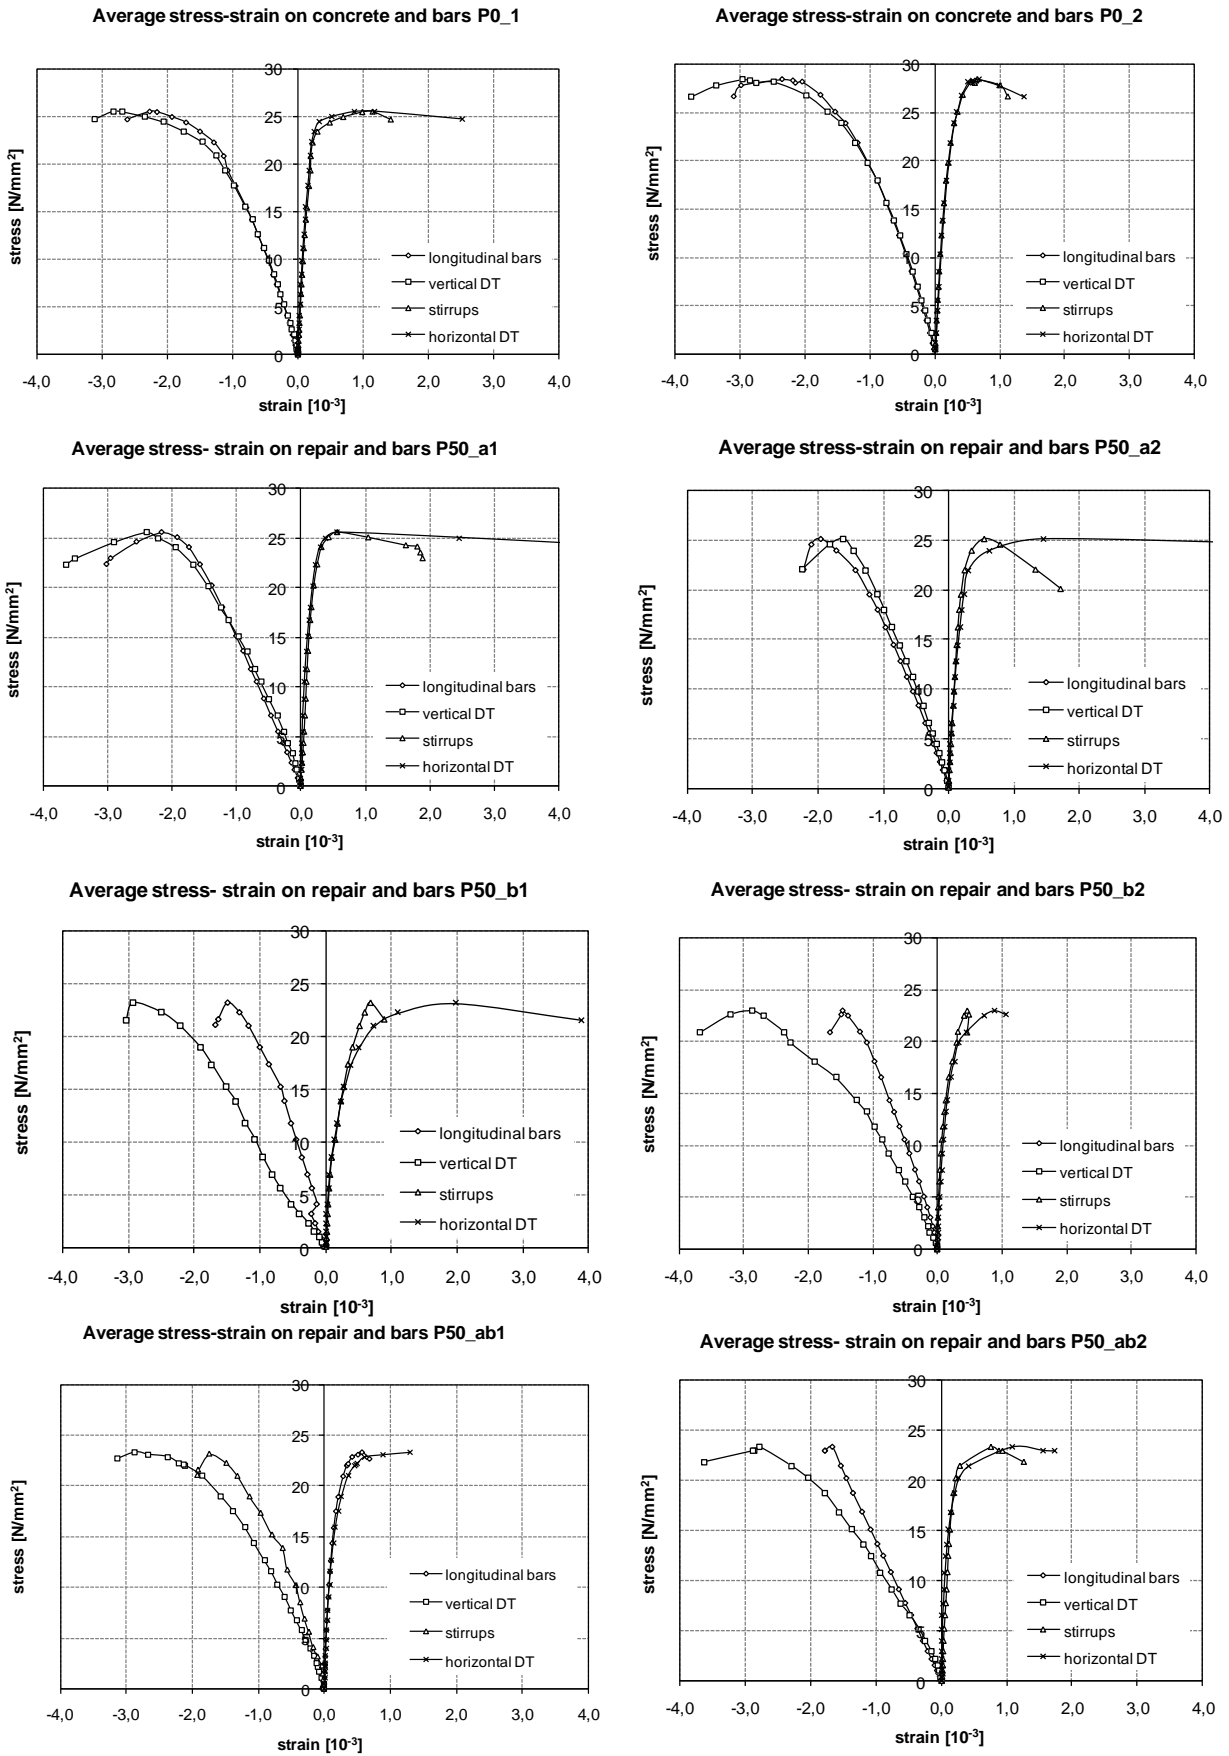 Average stress-strain on concrete and bars P0_1
30
25
20
15
10
5
0
-4,0 -3,0 -2,0 -1,0 0,0 1,0 2,0 3,0 4,0
stress [N/mm²]
strain [10⁻³]
longitudinal bars
vertical DT
stirrups
horizontal DT
Average stress-strain on concrete and bars P0_2
30
25
20
15
10
5
0
-4,0 -3,0 -2,0 -1,0 0,0 1,0 2,0 3,0 4,0
stress [N/mm²]
strain [10⁻³]
longitudinal bars
vertical DT
stirrups
horizontal DT
Average stress- strain on repair and bars P50_a1
30
25
20
15
10
5
0
-4,0 -3,0 -2,0 -1,0 0,0 1,0 2,0 3,0 4,0
stress [N/mm²]
strain [10⁻³]
longitudinal bars
vertical DT
stirrups
horizontal DT
Average stress-strain on repair and bars P50_a2
30
25
20
15
10
5
0
-4,0 -3,0 -2,0 -1,0 0,0 1,0 2,0 3,0 4,0
stress [N/mm²]
strain [10⁻³]
longitudinal bars
vertical DT
stirrups
horizontal DT
Average stress- strain on repair and bars P50_b1
30
25
20
15
10
5
0
-4,0 -3,0 -2,0 -1,0 0,0 1,0 2,0 3,0 4,0
stress [N/mm²]
strain [10⁻³]
longitudinal bars
vertical DT
stirrups
horizontal DT
Average stress- strain on repair and bars P50_b2
30
25
20
15
10
5
0
-4,0 -3,0 -2,0 -1,0 0,0 1,0 2,0 3,0 4,0
stress [N/mm²]
strain [10⁻³]
longitudinal bars
vertical DT
stirrups
horizontal DT
Average stress-strain on repair and bars P50_ab1
30
25
20
15
10
5
0
-4,0 -3,0 -2,0 -1,0 0,0 1,0 2,0 3,0 4,0
stress [N/mm²]
strain [10⁻³]
longitudinal bars
vertical DT
stirrups
horizontal DT
Average stress- strain on repair and bars P50_ab2
30
25
20
15
10
5
0
-4,0 -3,0 -2,0 -1,0 0,0 1,0 2,0 3,0 4,0
stress [N/mm²]
strain [10⁻³]
longitudinal bars
vertical DT
stirrups
horizontal DT